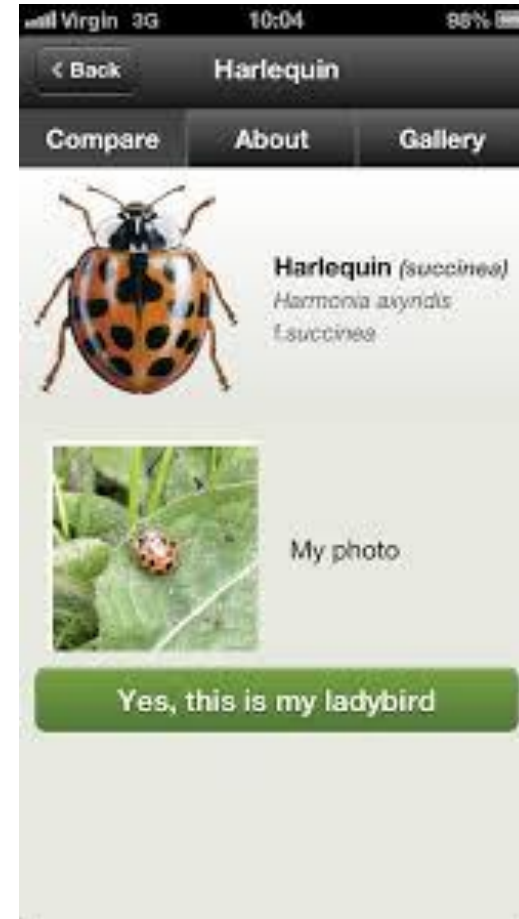 Virgin 3G 10:04 98%
Back Harlequin
Compare About Gallery
Harlequin (succinea)
Harmonia axyridis
f.succinea
My photo
Yes, this is my ladybird